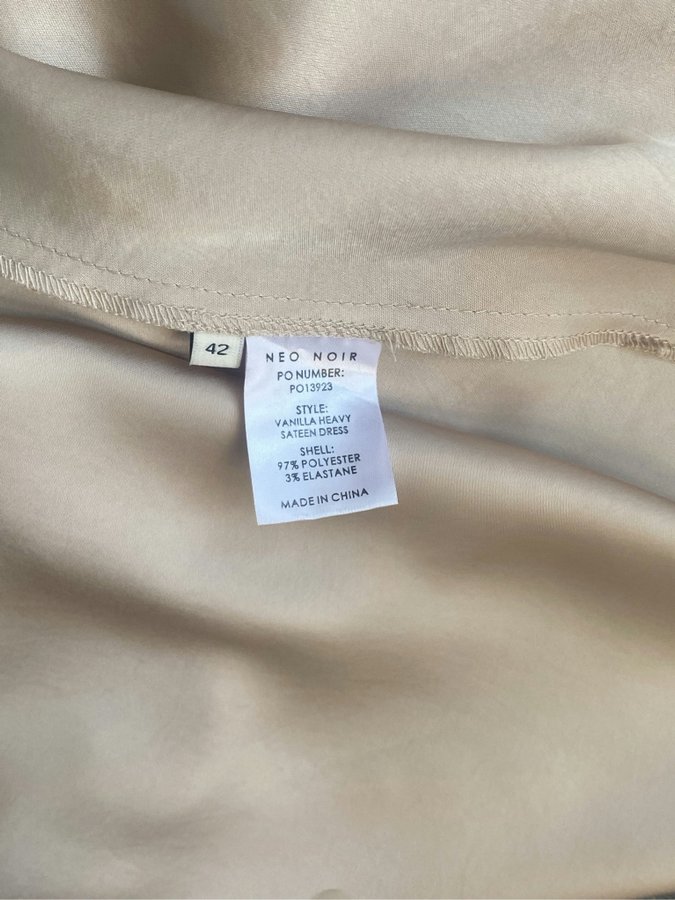 42
NEO NOIR
PO NUMBER:
PO13923
STYLE:
VANILLA HEAVY
SATEEN DRESS
SHELL:
97% POLYESTER
3% ELASTANE
MADE IN CHINA